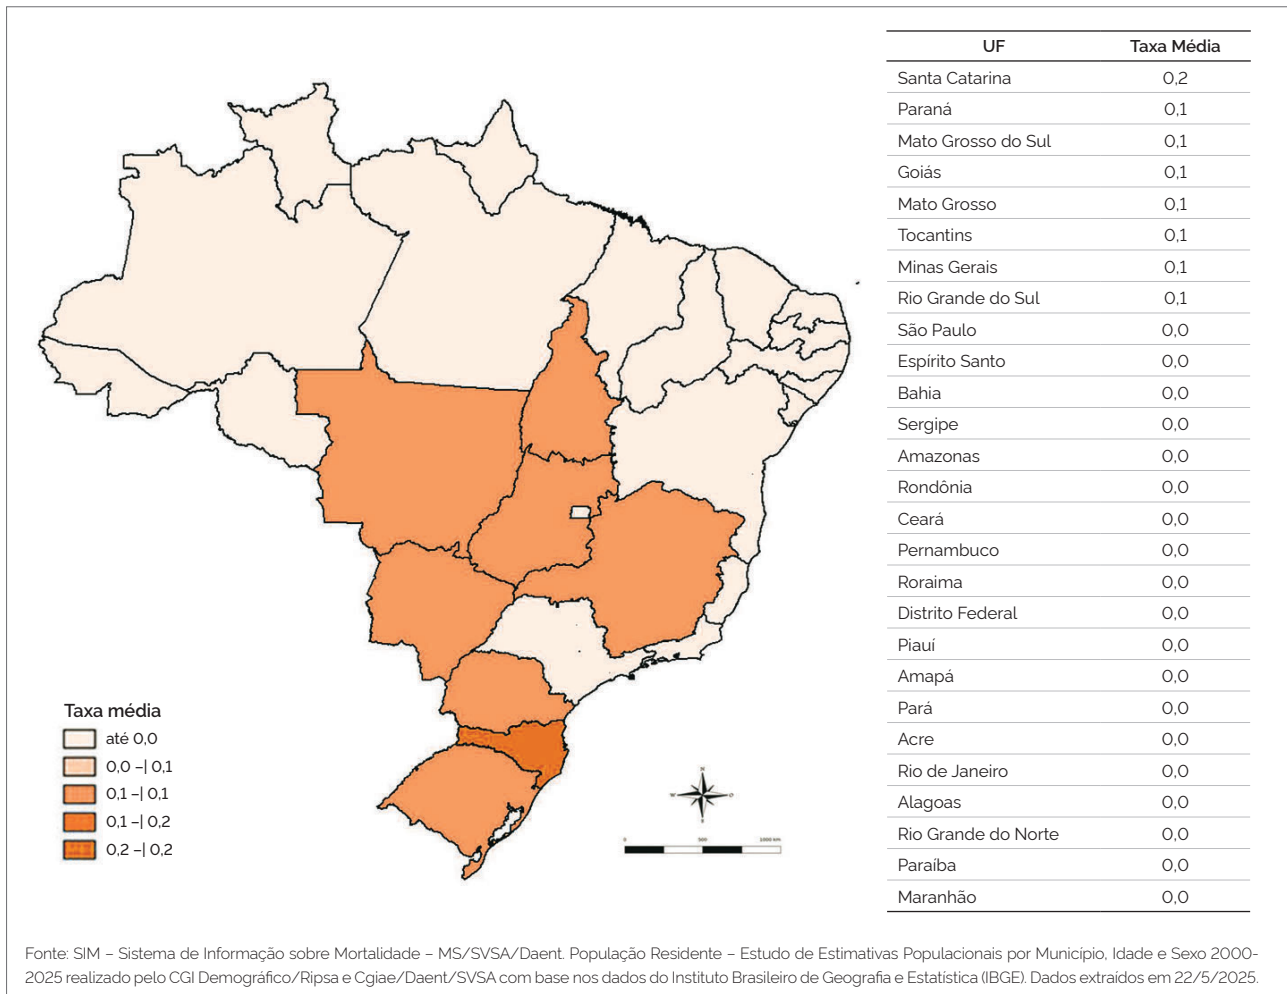 UF Taxa Média
Santa Catarina 0,2
Paraná 0,1
Mato Grosso do Sul 0,1
Goiás 0,1
Mato Grosso 0,1
Tocantins 0,1
Minas Gerais 0,1
Rio Grande do Sul 0,1
São Paulo 0,0
Espírito Santo 0,0
Bahia 0,0
Sergipe 0,0
Amazonas 0,0
Rondônia 0,0
Ceará 0,0
Pernambuco 0,0
Roraima 0,0
Distrito Federal 0,0
Piauí 0,0
Amapá 0,0
Pará 0,0
Acre 0,0
Rio de Janeiro 0,0
Alagoas 0,0
Rio Grande do Norte 0,0
Paraíba 0,0
Maranhão 0,0
Taxa média
até 0,0
0,0 –| 0,1
0,1 –| 0,1
0,1 –| 0,2
0,2 –| 0,2
N
W O
0 500 1000 km
Fonte: SIM – Sistema de Informação sobre Mortalidade – MS/SVSA/Daent. População Residente – Estudo de Estimativas Populacionais por Município, Idade e Sexo 2000-
2025 realizado pelo CGI Demográfico/Ripsa e Cgiae/Daent/SVSA com base nos dados do Instituto Brasileiro de Geografia e Estatística (IBGE). Dados extraídos em 22/5/2025.